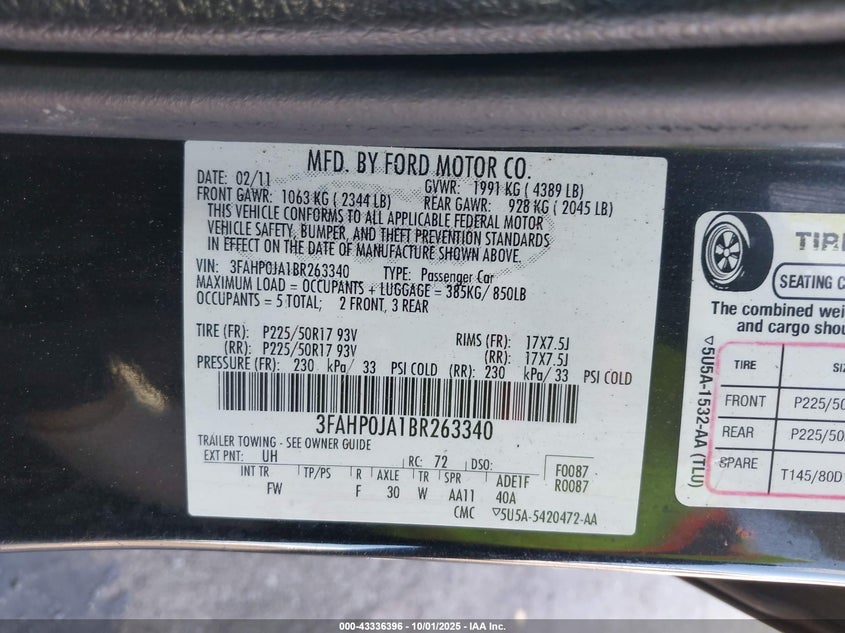 MFD. BY FORD MOTOR CO.
DATE: 02/11 GVWR: 1991 KG ( 4389 LB)
FRONT GAWR: 1063 KG ( 2344 LB) REAR GAWR: 928 KG ( 2045 LB)
THIS VEHICLE CONFORMS TO ALL APPLICABLE FEDERAL MOTOR
VEHICLE SAFETY, BUMPER, AND THEFT PREVENTION STANDARDS
IN EFFECT ON THE DATE OF MANUFACTURE SHOWN ABOVE.
VIN: 3FAHP0JA1BR263340 TYPE: Passenger Car
MAXIMUM LOAD = OCCUPANTS + LUGGAGE = 385KG/ 850LB
OCCUPANTS = 5 TOTAL; 2 FRONT, 3 REAR
TIRE (FR): P225/50R17 93V RIMS (FR): 17X7.5J
(RR): P225/50R17 93V (RR): 17X7.5J
PRESSURE (FR): 230 kPa/ 33 PSI COLD (RR): 230 kPa/ 33 PSI COLD
3FAHP0JA1BR263340
TRAILER TOWING - SEE OWNER GUIDE
EXT PNT: UH RC: 72 DSO: F0087
R0087
INT TR TP/PS R AXLE TR SPR ADE1F
FW F 30 W AA11 40A
CMC ▽5U5A-5420472-AA
TIR
SEATING C
The combined wei
and cargo shou
▽5U5A-1532-AA (TLU)
TIRE SI
FRONT P225/50
REAR P225/50
SPARE T145/80D
000-43336396 - 10/01/2025 - IAA Inc.